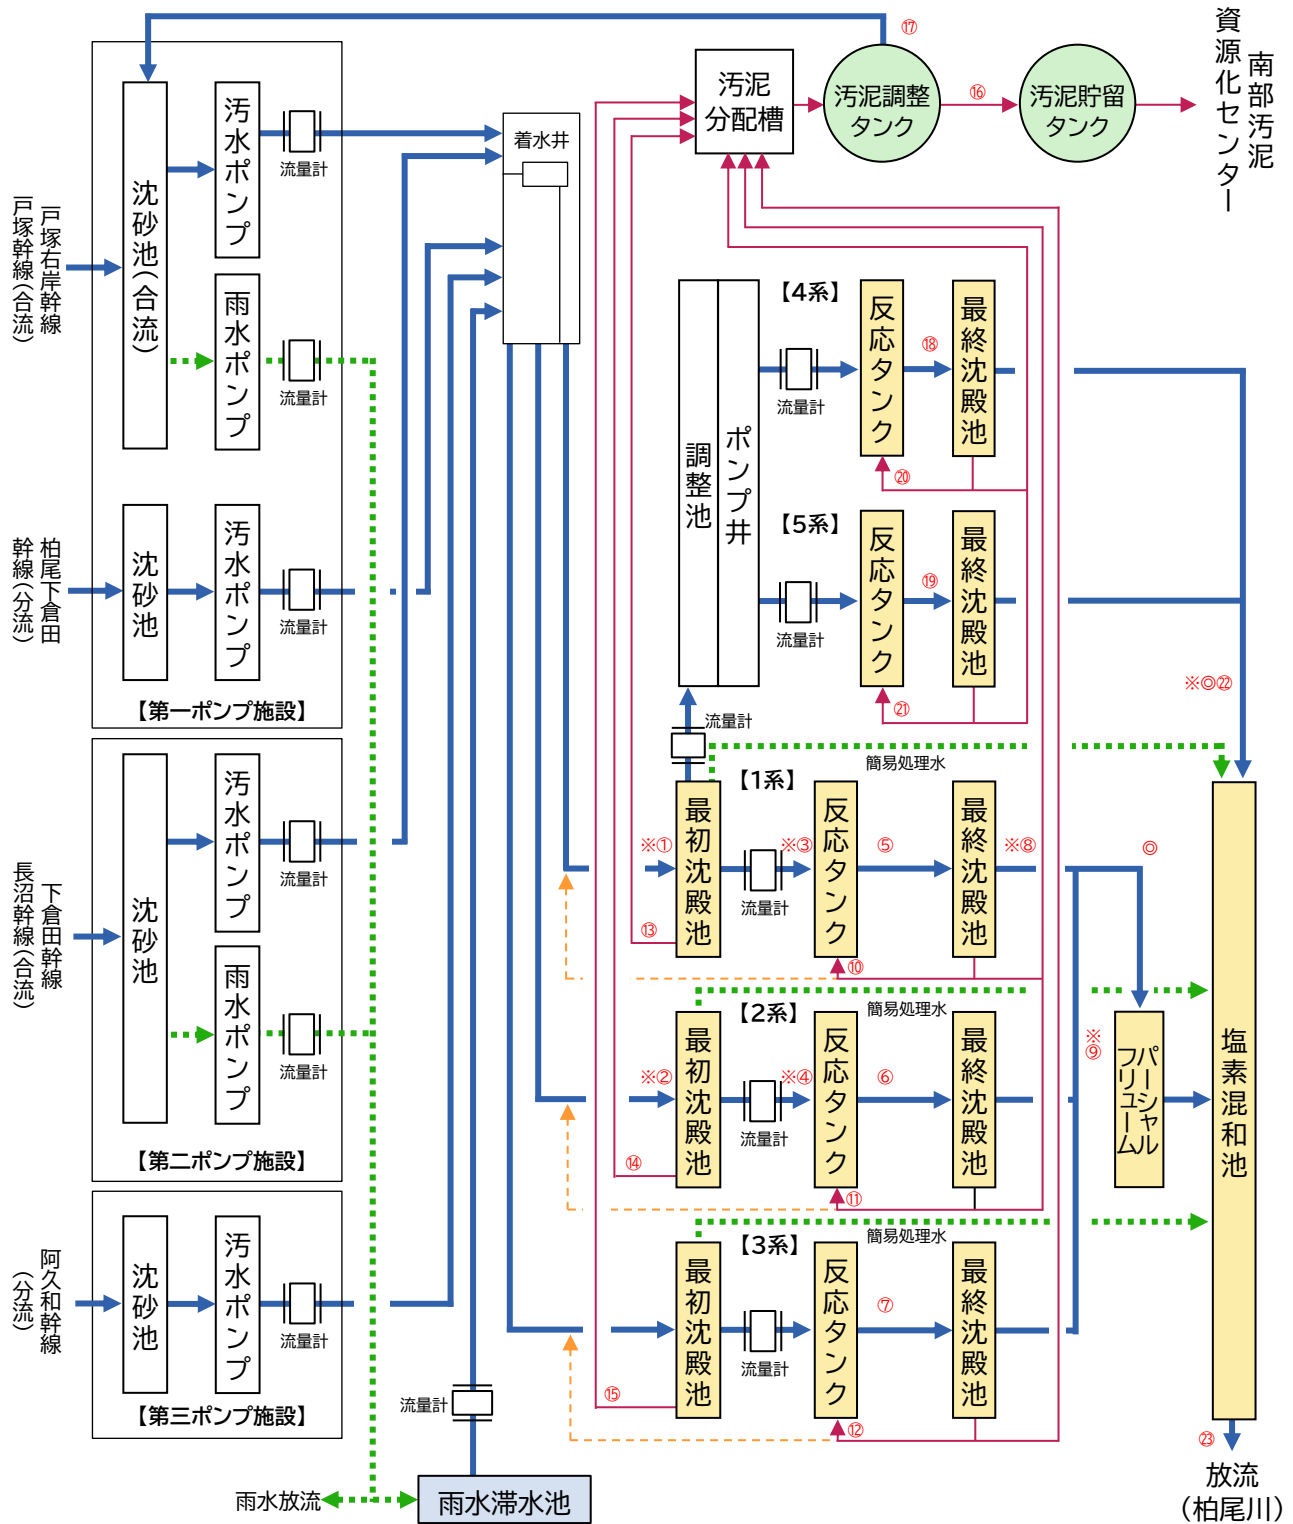 戸塚右岸幹線
戸塚幹線(合流)
沈砂池(合流)
汚水ポンプ
流量計
雨水ポンプ
流量計
柏尾下倉田
幹線(分流)
沈砂池
汚水ポンプ
流量計
【第一ポンプ施設】
下倉田幹線
長沼幹線(合流)
沈砂池
汚水ポンプ
流量計
雨水ポンプ
流量計
【第二ポンプ施設】
阿久和幹線
(分流)
沈砂池
汚水ポンプ
流量計
【第三ポンプ施設】
雨水放流
雨水滞水池
流量計
着水井
汚泥
分配槽
⑰
汚泥調整
タンク
⑯
汚泥貯留
タンク
南部汚泥
資源化センター
調整池
ポンプ井
流量計
【4系】
流量計
反応タンク
⑱
最終沈殿池
⑳
【5系】
流量計
反応タンク
⑲
最終沈殿池
㉑
※◎㉒
簡易処理水
【1系】
※①
最初沈殿池
流量計
※③
反応タンク
⑤
最終沈殿池
※⑧
◎
⑬
⑩
簡易処理水
【2系】
※②
最初沈殿池
流量計
※④
反応タンク
⑥
最終沈殿池
※⑨
パーシャル
フリューム
⑭
⑪
簡易処理水
【3系】
最初沈殿池
流量計
反応タンク
⑦
最終沈殿池
⑮
⑫
塩素混和池
㉓
放流
(柏尾川)